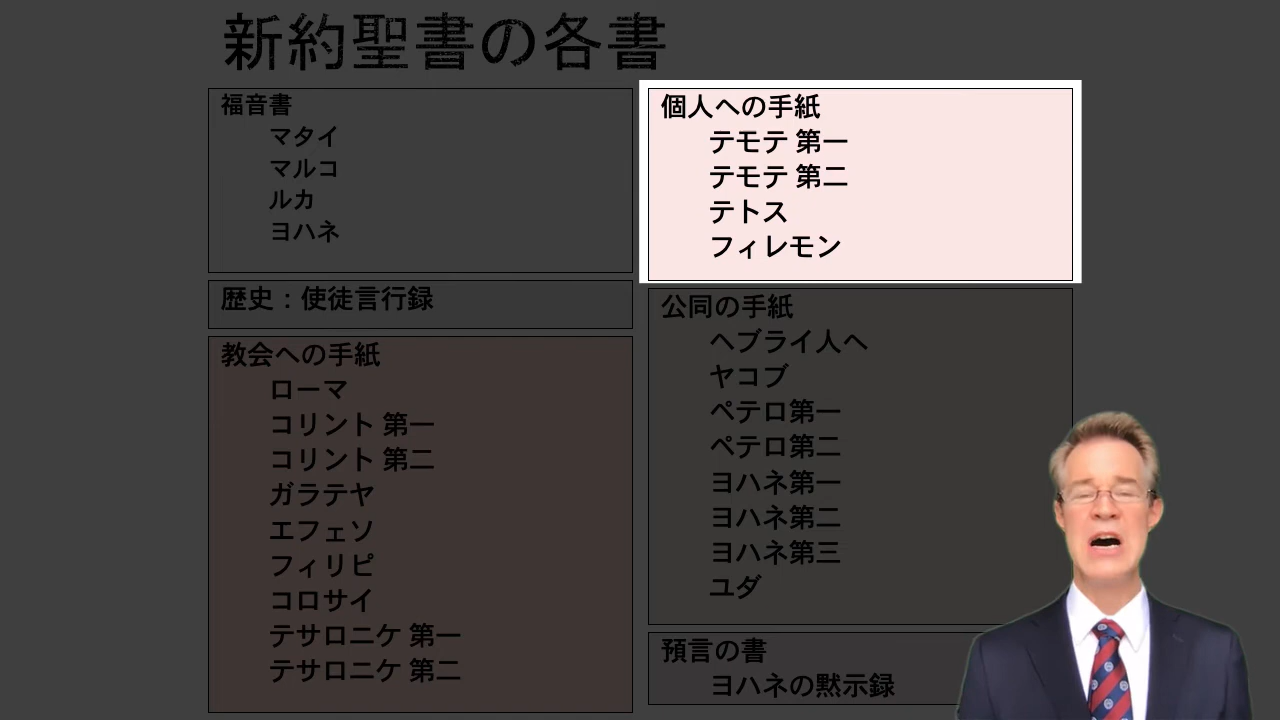 新約聖書の各書
福音書
マタイ
マルコ
ルカ
ヨハネ
歴史：使徒言行録
教会への手紙
ローマ
コリント 第一
コリント 第二
ガラテヤ
エフェソ
フィリピ
コロサイ
テサロニケ 第一
テサロニケ 第二
個人への手紙
テモテ 第一
テモテ 第二
テトス
フィレモン
公同の手紙
ヘブライ人へ
ヤコブ
ペテロ第一
ペテロ第二
ヨハネ第一
ヨハネ第二
ヨハネ第三
ユダ
預言の書
ヨハネの黙示録